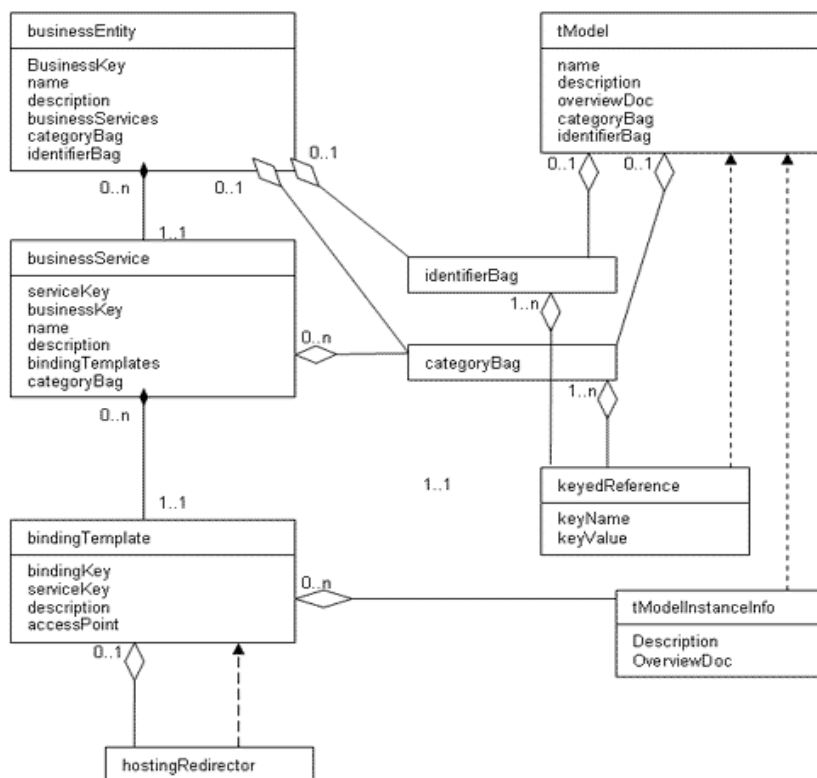 businessEntity
BusinessKey
name
description
businessServices
categoryBag
identifierBag
tModel
name
description
overviewDoc
categoryBag
identifierBag
0..1
0..1
0..1
0..n
0..1
1..1
businessService
serviceKey
businessKey
name
description
bindingTemplates
categoryBag
identifierBag
1..n
0..n
categoryBag
1..n
0..n
1..1
1..1
keyedReference
keyName
keyValue
bindingTemplate
bindingKey
serviceKey
description
accessPoint
0..n
tModelInstanceInfo
Description
OverviewDoc
0..1
hostingRedirector